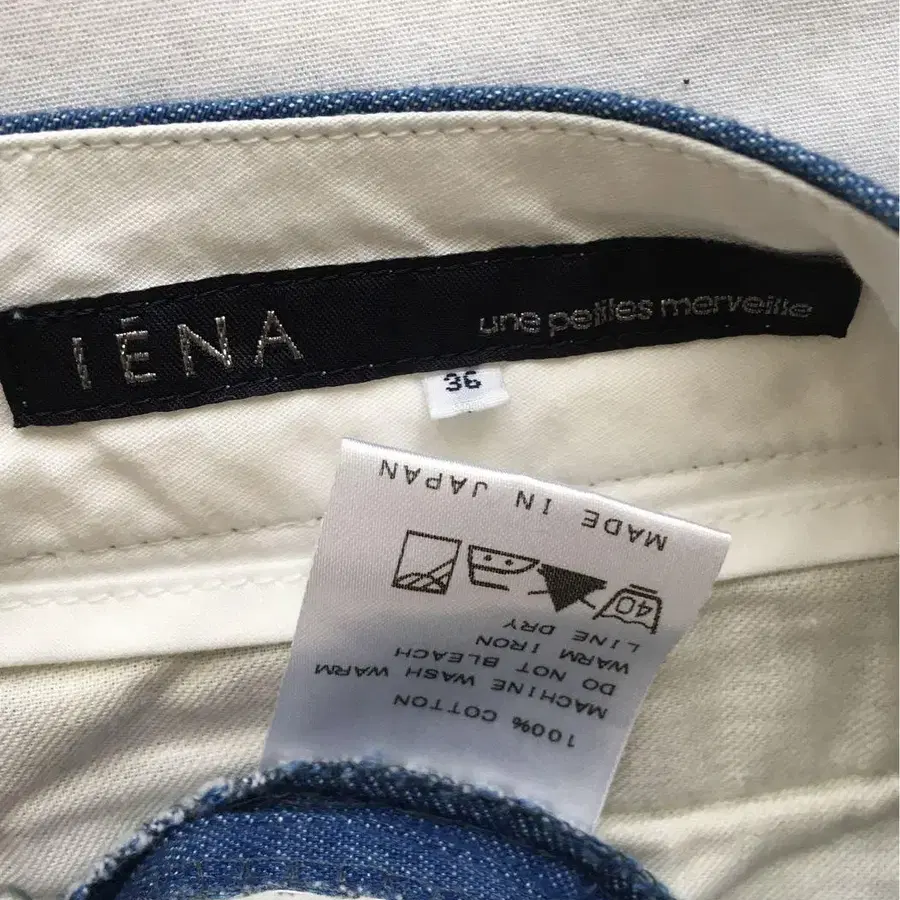 IÉNA
une petites merveille
36
100% COTTON
MACHINE WASH WARM
DO NOT BLEACH
WARM IRON
LINE DRY
40
MADE IN JAPAN